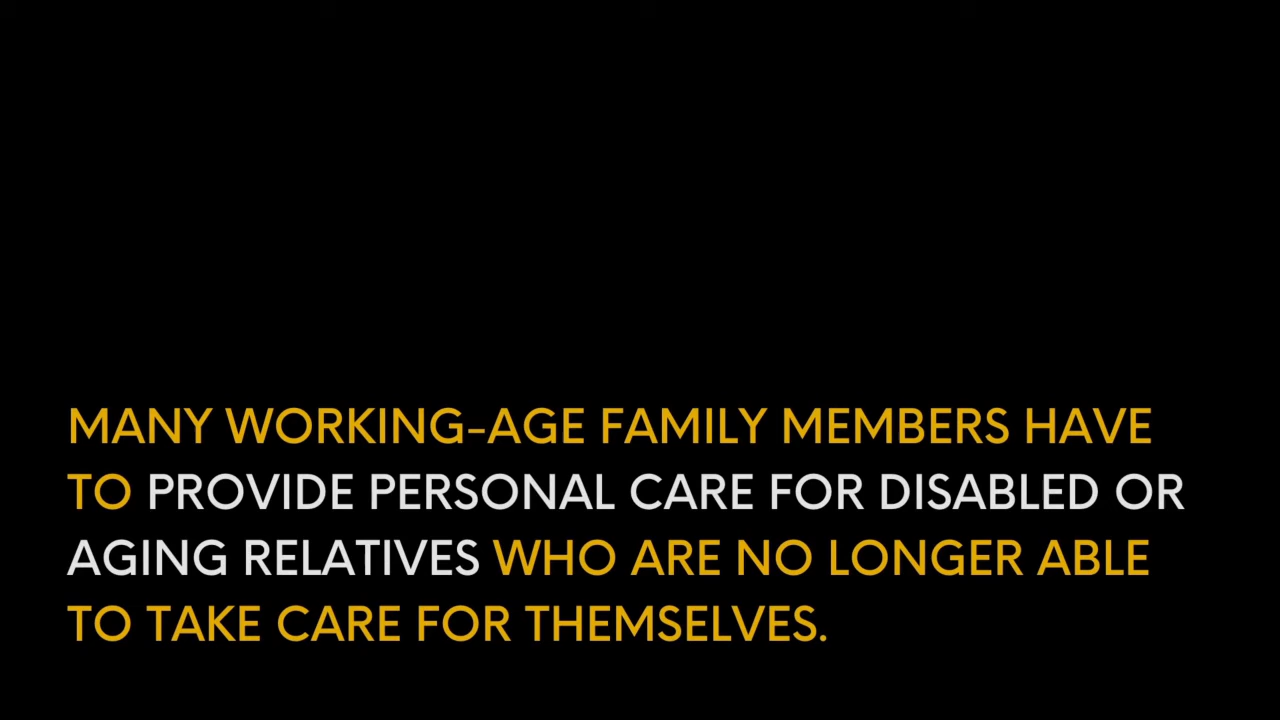 MANY WORKING-AGE FAMILY MEMBERS HAVE
TO PROVIDE PERSONAL CARE FOR DISABLED OR
AGING RELATIVES WHO ARE NO LONGER ABLE
TO TAKE CARE FOR THEMSELVES.